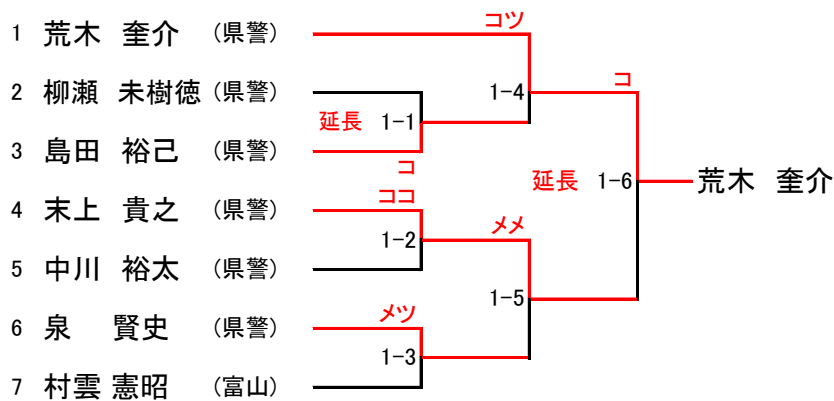 コツ
1 荒木 奎介 (県警)
コ
2 柳瀬 未樹徳 (県警)
1-4
延長 1-1
3 島田 裕己 (県警)
コ
延長 1-6
荒木 奎介
ココ
4 末上 貴之 (県警)
メメ
1-2
5 中川 裕太 (県警)
1-5
メツ
6 泉 賢史 (県警)
1-3
7 村雲 憲昭 (富山)